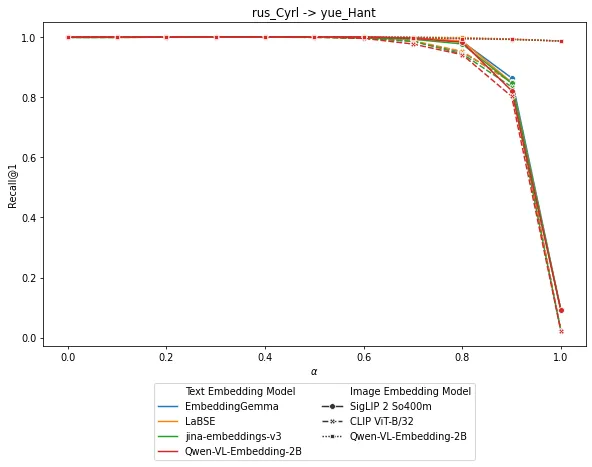 rus_Cyrl -> yue_Hant
Recall@1
1.0
0.8
0.6
0.4
0.2
0.0
0.0 0.2 0.4 0.6 0.8 1.0
α
Text Embedding Model
EmbeddingGemma
LaBSE
jina-embeddings-v3
Qwen-VL-Embedding-2B
Image Embedding Model
SigLIP 2 So400m
CLIP ViT-B/32
Qwen-VL-Embedding-2B